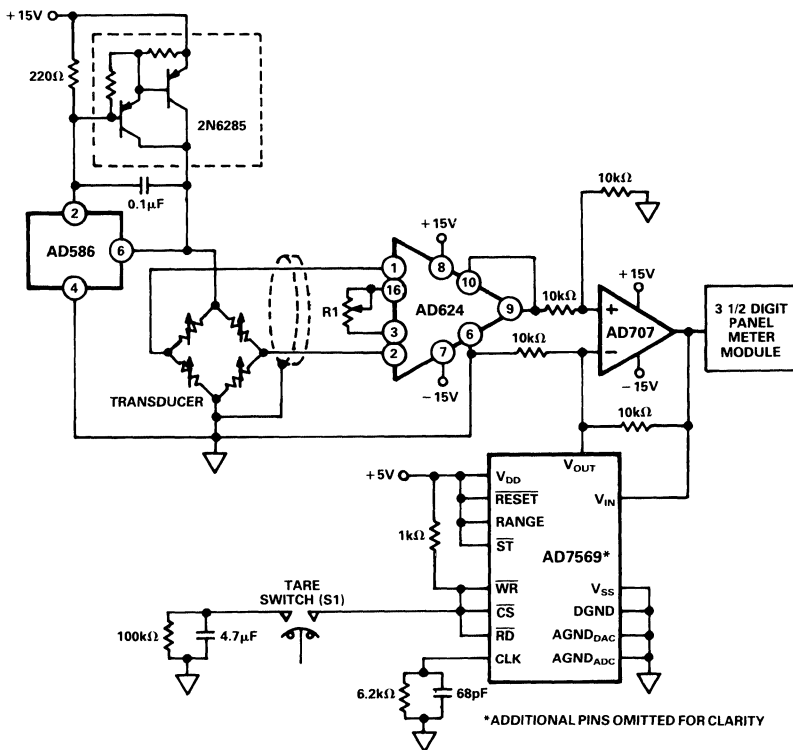 +15V
220Ω
2N6285
0.1µF
2
AD586
6
4
TRANSDUCER
R1
+15V
1
16
3
2
8
10
AD624
9
6
7
-15V
10kΩ
10kΩ
10kΩ
+15V
+
AD707
-
-15V
10kΩ
3 1/2 DIGIT
PANEL
METER
MODULE
+5V
1kΩ
VDD
RESET
RANGE
ST
WR
CS
RD
CLK
VOUT
VIN
AD7569*
VSS
DGND
AGNDDAC
AGNDADC
TARE
SWITCH (S1)
100kΩ
4.7µF
6.2kΩ
68pF
*ADDITIONAL PINS OMITTED FOR CLARITY